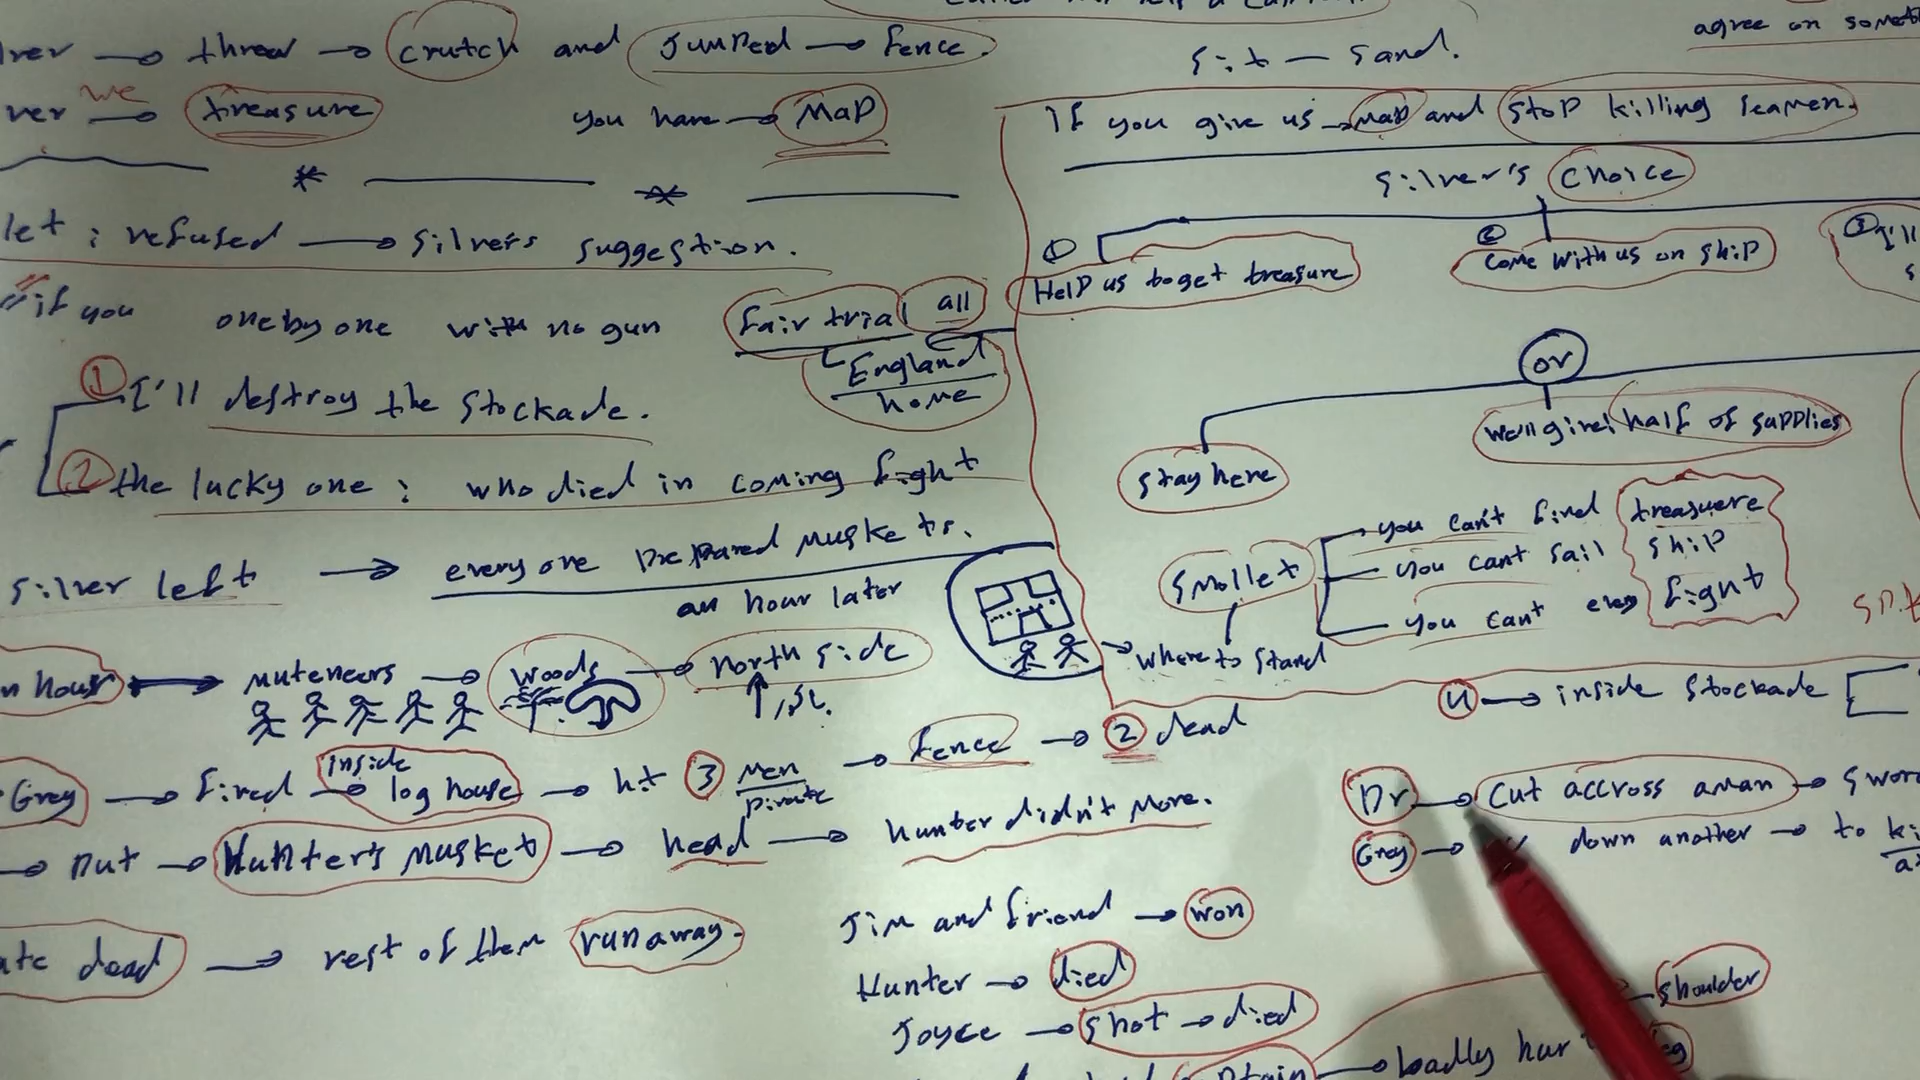 threw → crutch and Jumped → fence.
we
→ treasure you have → MaP
* *
let : refused → Silver's suggestion.
if you one by one with no gun fair trial all
England
home
① I'll destroy the stockade.
② the lucky one : who died in coming fight
Silver left → everyone prepared muskets.
an hour later
n hour → muteneers → woods → north side
Grey → fired → inside log house → hit ③ Men → fence → ② dead
pirate
→ put → Hunter's musket → head → hunter didn't move.
dead → rest of them runaway.
Jim and friend → won
Hunter → died
Joyce → shot → died
→ badly hurt
shoulder
agree on
Sit — Sand.
If you give us → map and stop killing seamen.
Silver's choice
① Help us to get treasure
② Come with us on ship
③ I'll
or
Stay here
We'll give half of supplies
Smollet
you can't find treasuere
you can't sail ship
you can't even fight
→ where to stand
4 → inside stockade
Dr → Cut accross a man →
Grey → down another → to